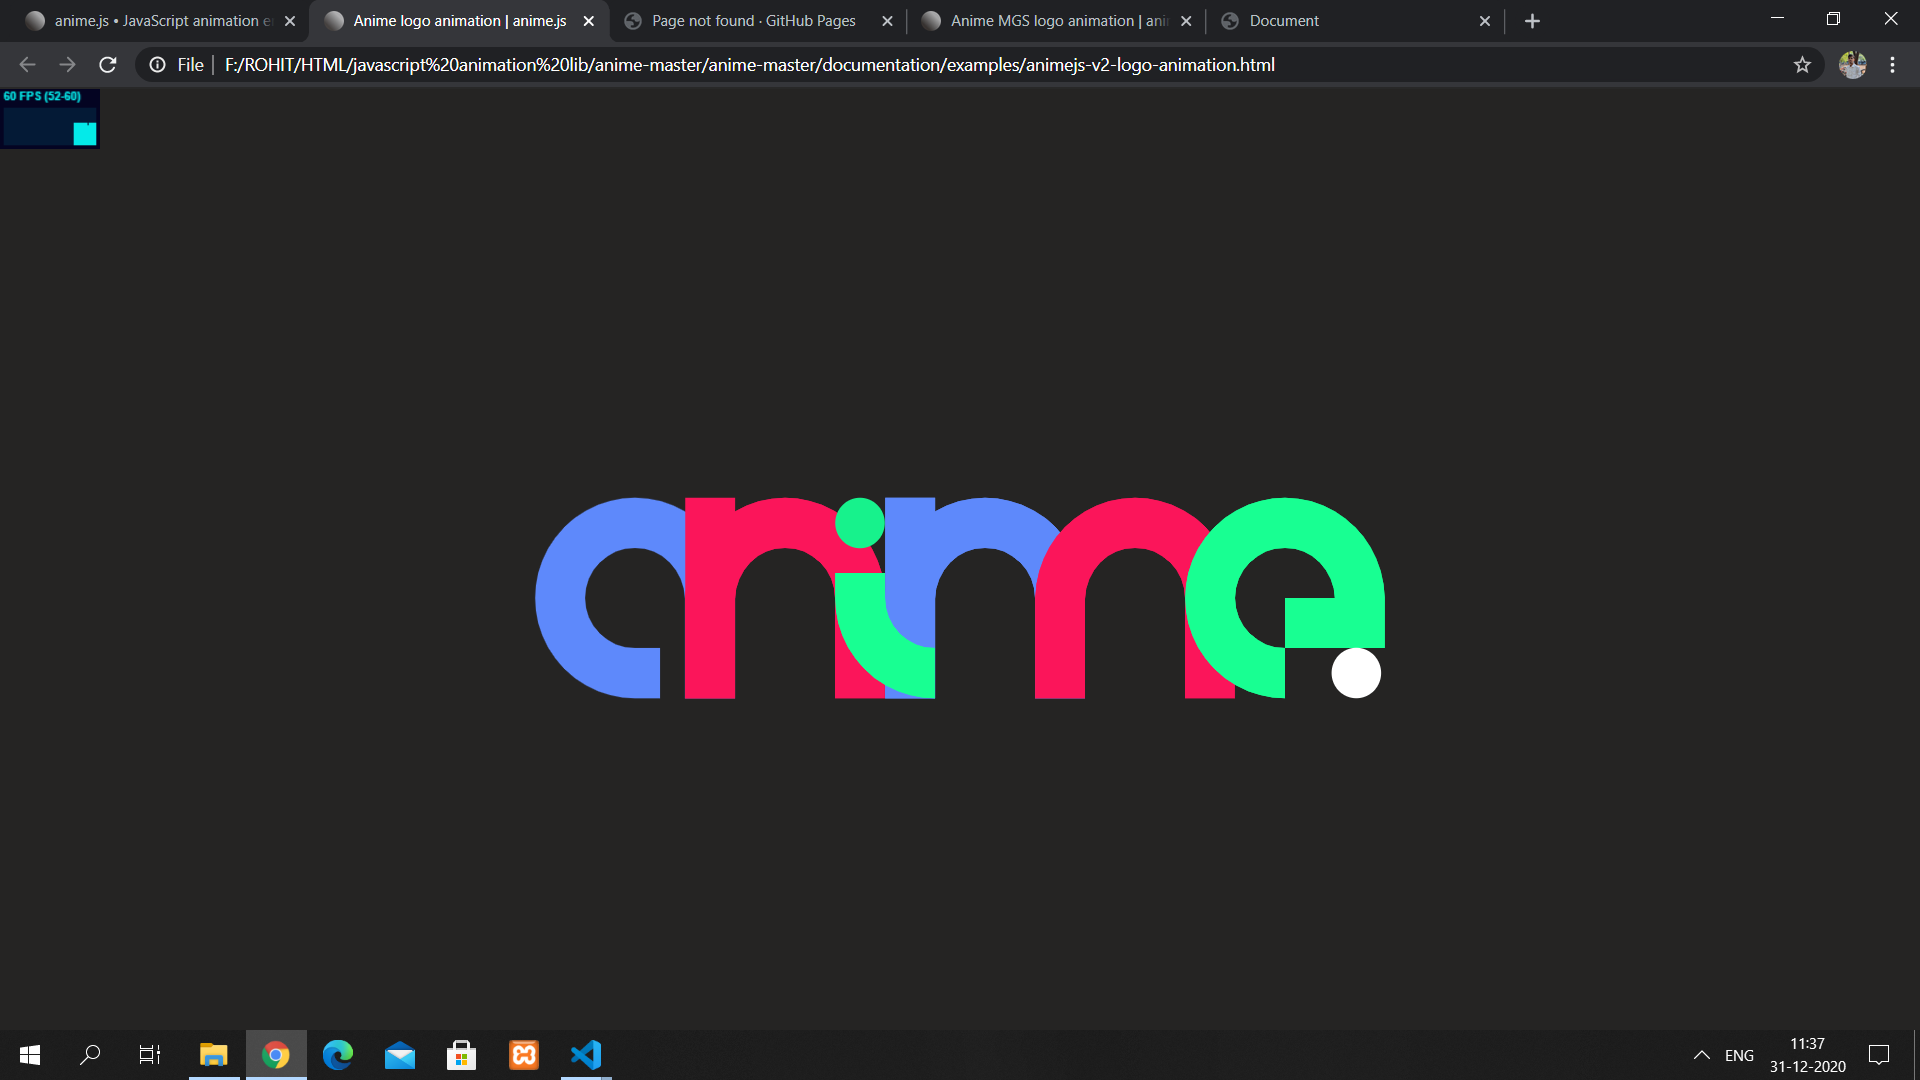 anime.js • JavaScript animation e
Anime logo animation | anime.js
Page not found · GitHub Pages
Anime MGS logo animation | ani
Document
File
F:/ROHIT/HTML/javascript%20animation%20lib/anime-master/anime-master/documentation/examples/animejs-v2-logo-animation.html
60 FPS (52-60)
anime.
ENG
11:37
31-12-2020